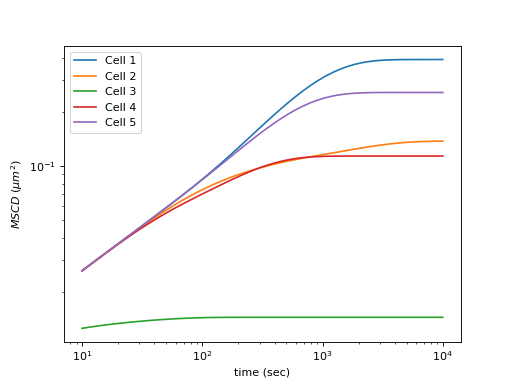 Cell 1
Cell 2
Cell 3
Cell 4
Cell 5
10⁻¹
MSCD (μm²)
10¹ 10² 10³ 10⁴
time (sec)